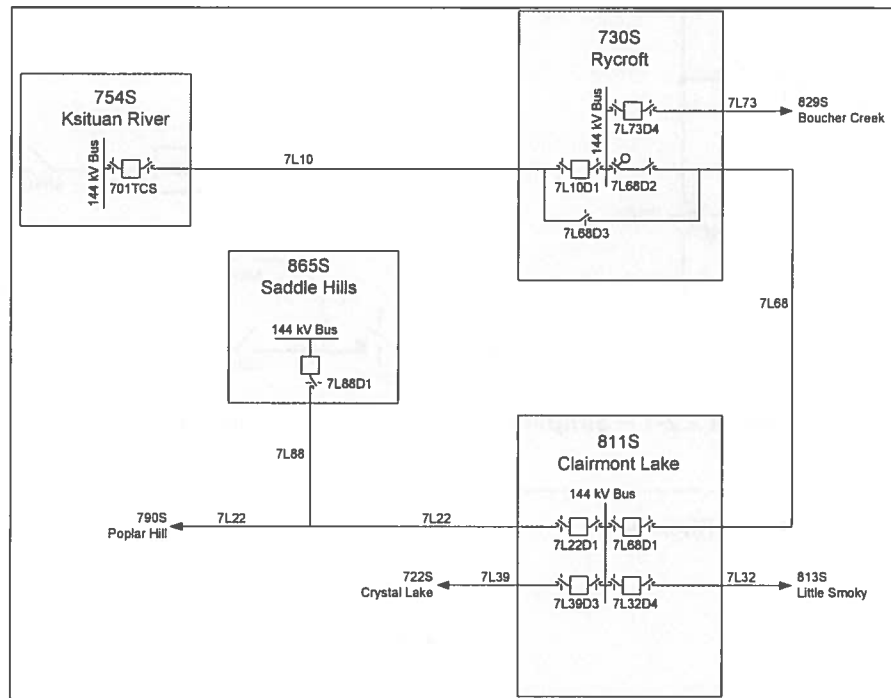 730S
Rycroft
754S
Ksituan River
144 kV Bus
7L73
829S
Boucher Creek
7L73D4
144 kV Bus
701TCS
7L10
7L10D1
7L68D2
7L68D3
865S
Saddle Hills
144 kV Bus
7L88D1
7L68
7L88
811S
Clairmont Lake
144 kV Bus
790S
Poplar Hill
7L22
7L22
7L22D1
7L68D1
722S
Crystal Lake
7L39
7L39D3
7L32D4
7L32
813S
Little Smoky